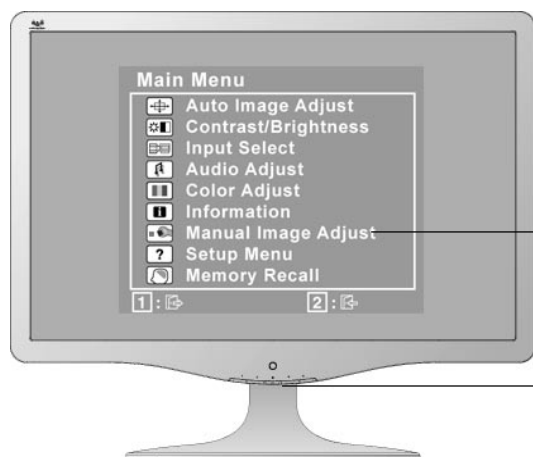 Main Menu
Auto Image Adjust
Contrast/Brightness
Input Select
Audio Adjust
Color Adjust
Information
Manual Image Adjust
? Setup Menu
Memory Recall
1 : 2 :